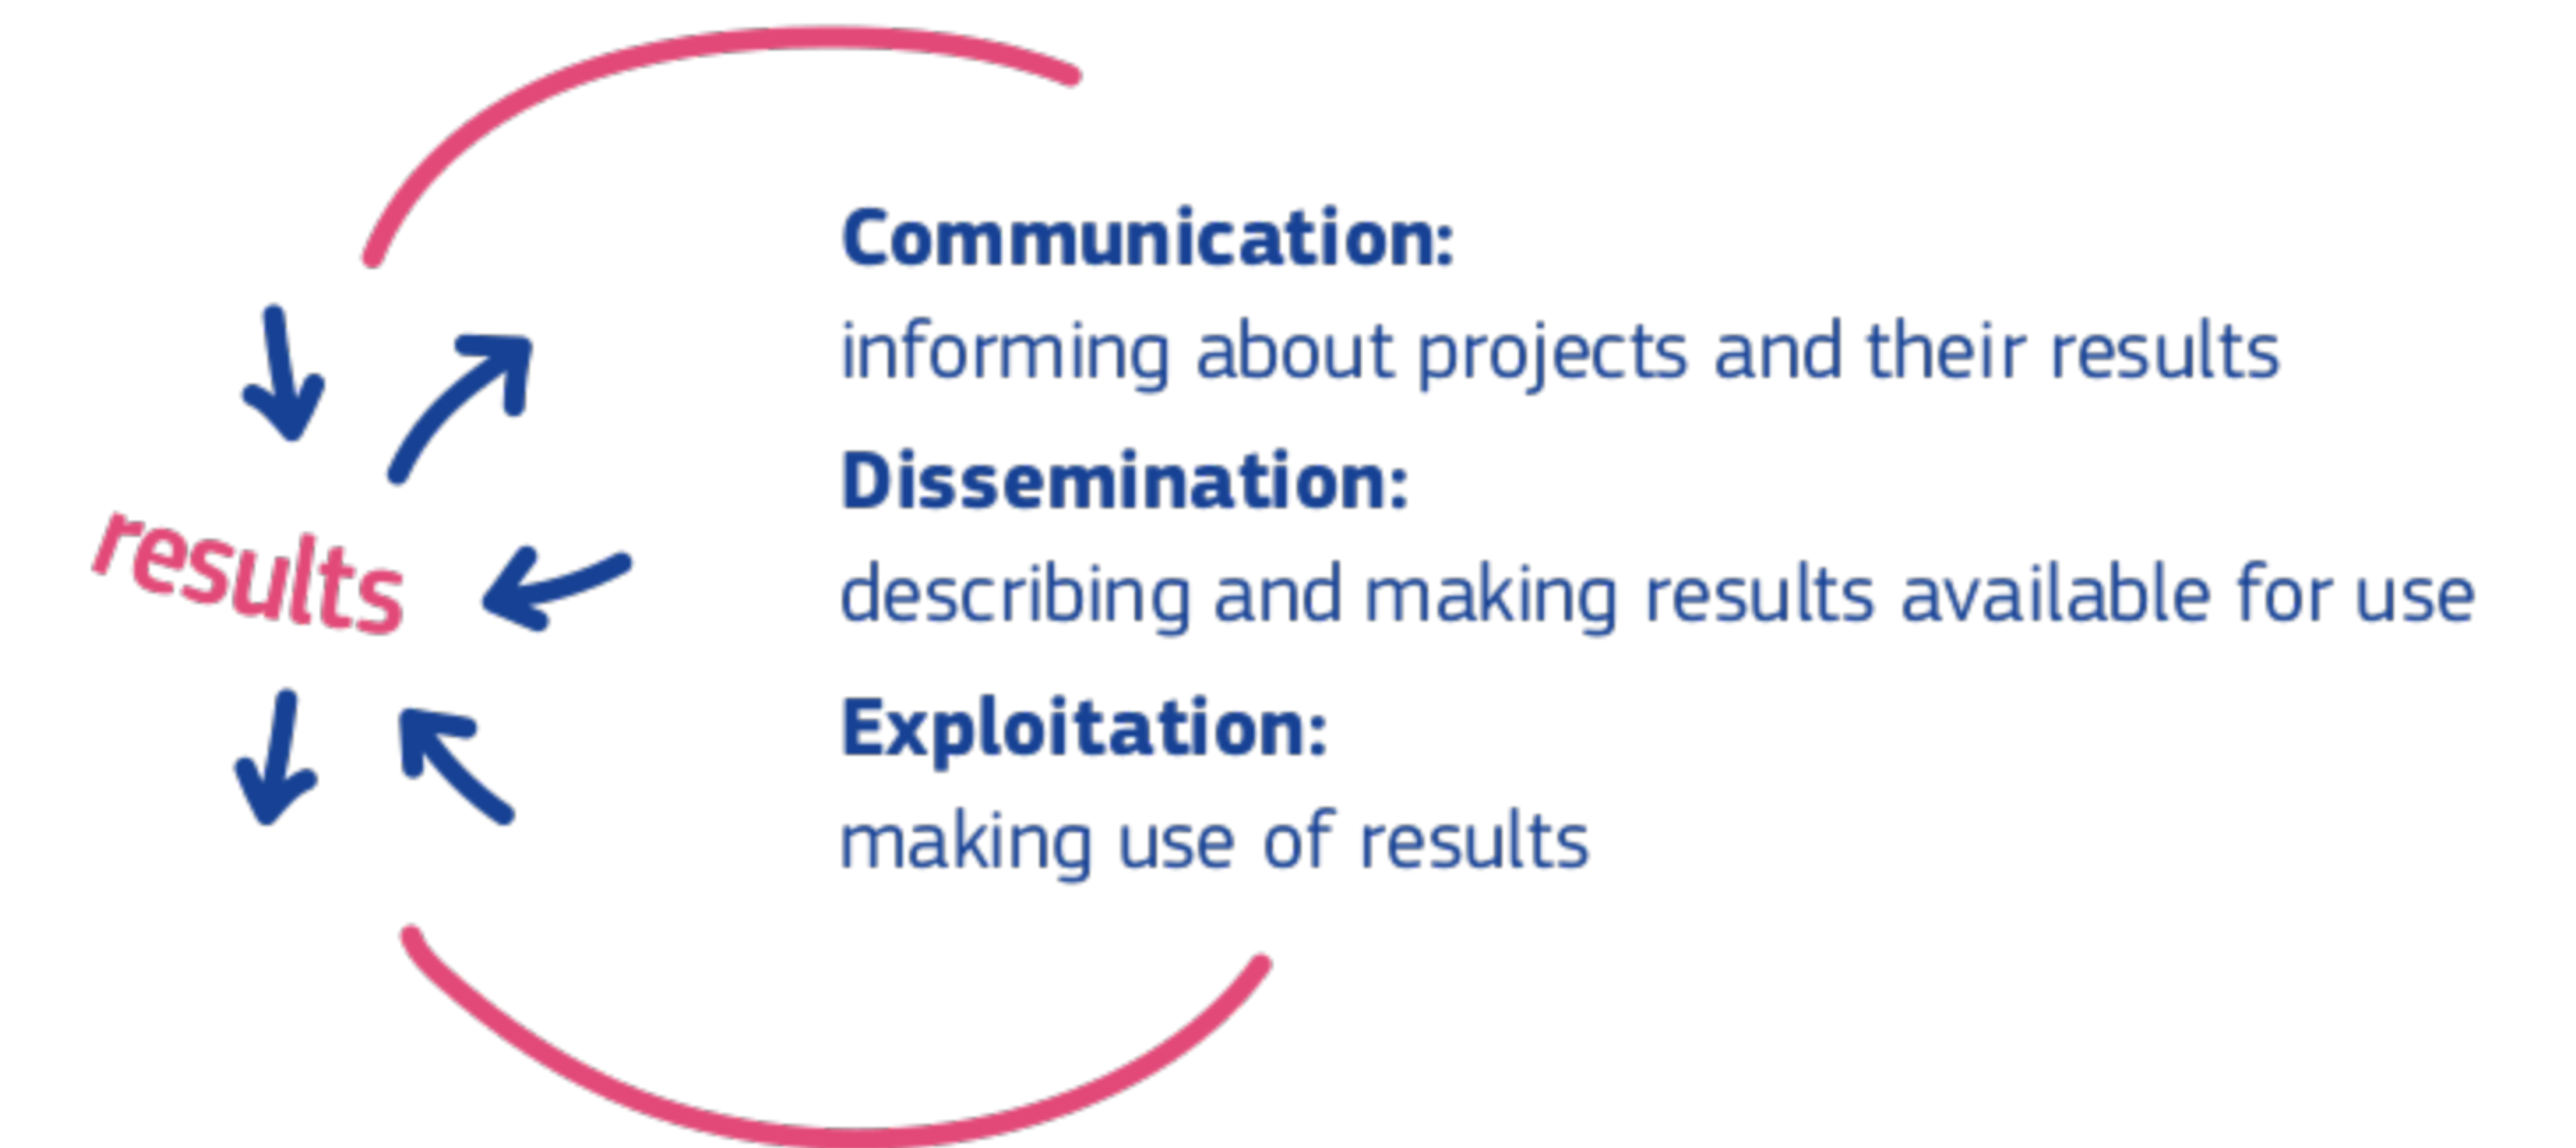 results
Communication:
informing about projects and their results
Dissemination:
describing and making results available for use
Exploitation:
making use of results